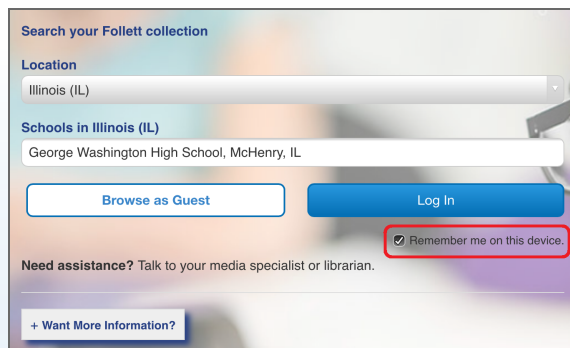 Search your Follett collection
Location
Illinois (IL)
Schools in Illinois (IL)
George Washington High School, McHenry, IL
Browse as Guest
Log In
Remember me on this device.
Need assistance? Talk to your media specialist or librarian.
+ Want More Information?